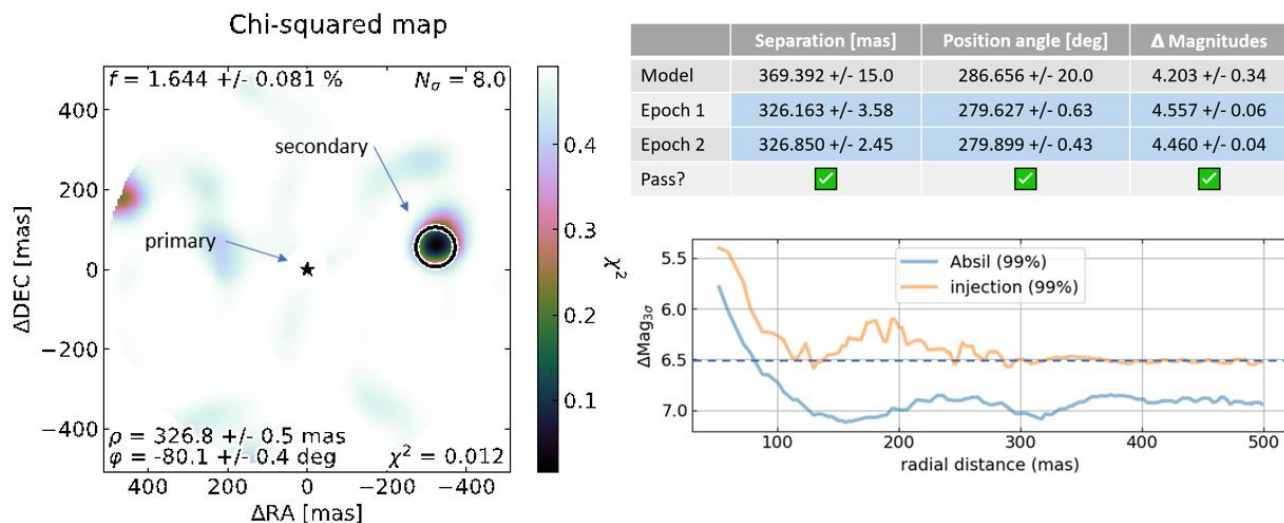 Chi-squared map
f = 1.644 +/- 0.081 %
N_σ = 8.0
secondary
primary
400
200
0
−200
−400
ΔDEC [mas]
ρ = 326.8 +/- 0.5 mas
φ = -80.1 +/- 0.4 deg
χ² = 0.012
400 200 0 −200 −400
ΔRA [mas]
0.4
0.3
0.2
0.1
χ²
Separation [mas] Position angle [deg] Δ Magnitudes
Model 369.392 +/- 15.0 286.656 +/- 20.0 4.203 +/- 0.34
Epoch 1 326.163 +/- 3.58 279.627 +/- 0.63 4.557 +/- 0.06
Epoch 2 326.850 +/- 2.45 279.899 +/- 0.43 4.460 +/- 0.04
Pass? ✅ ✅ ✅
Absil (99%)
injection (99%)
5.5
6.0
6.5
7.0
ΔMag3σ
100 200 300 400 500
radial distance (mas)